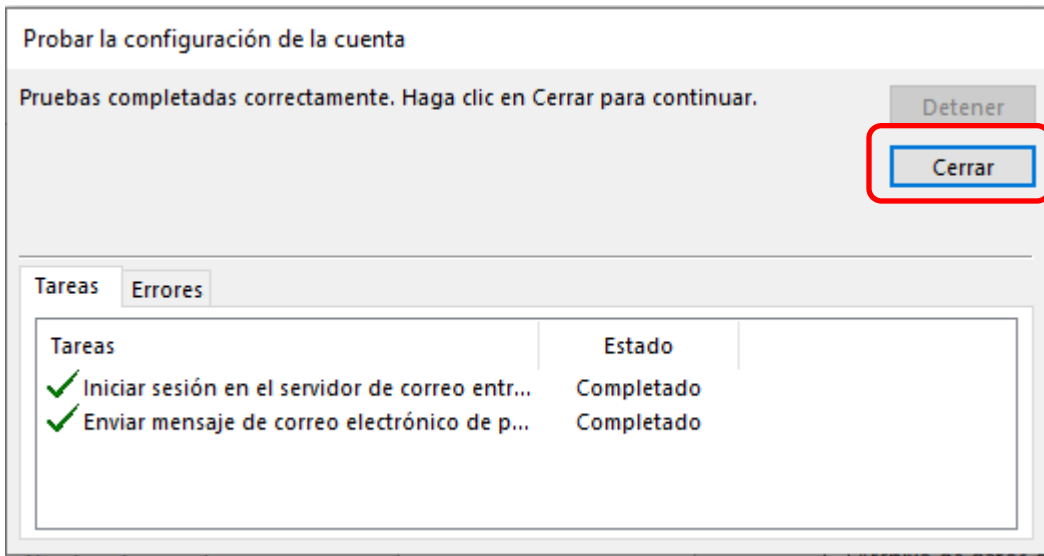 Probar la configuración de la cuenta
Pruebas completadas correctamente. Haga clic en Cerrar para continuar.
Detener
Cerrar
Tareas Errores
Tareas Estado
Iniciar sesión en el servidor de correo entr... Completado
Enviar mensaje de correo electrónico de p... Completado